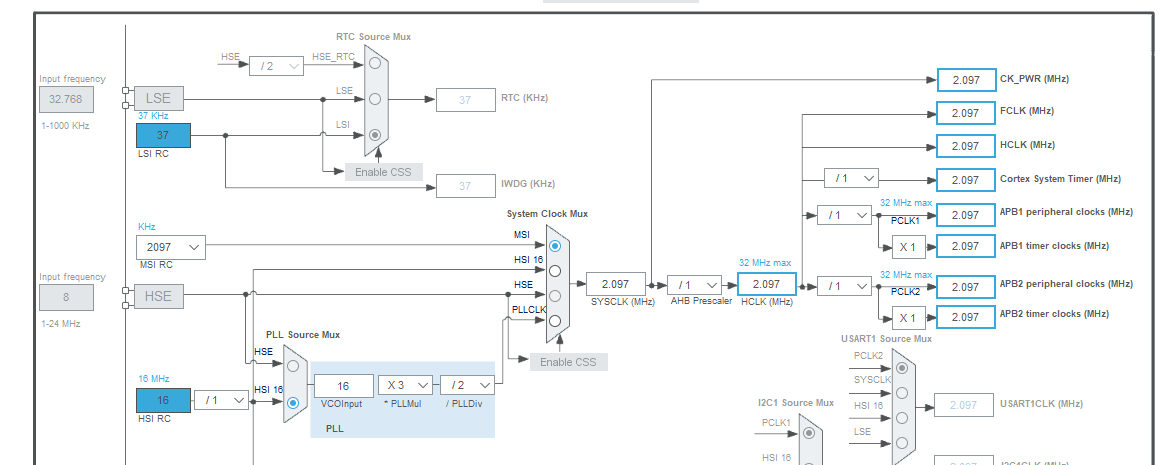 RTC Source Mux
HSE
/ 2
HSE_RTC
Input frequency
32.768
1-1000 KHz
LSE
LSE
37 KHz
37
LSI RC
LSI
37
RTC (KHz)
Enable CSS
37
IWDG (KHz)
2.097
CK_PWR (MHz)
2.097
FCLK (MHz)
2.097
HCLK (MHz)
/ 1
2.097
Cortex System Timer (MHz)
System Clock Mux
KHz
2097
MSI RC
MSI
HSI 16
HSE
PLLCLK
Input frequency
8
1-24 MHz
HSE
2.097
SYSCLK (MHz)
/ 1
AHB Prescaler
32 MHz max
2.097
HCLK (MHz)
32 MHz max
/ 1
PCLK1
2.097
APB1 peripheral clocks (MHz)
X 1
2.097
APB1 timer clocks (MHz)
32 MHz max
/ 1
PCLK2
2.097
APB2 peripheral clocks (MHz)
X 1
2.097
APB2 timer clocks (MHz)
Enable CSS
PLL Source Mux
HSE
HSI 16
16 MHz
16
HSI RC
/ 1
16
VCOInput
X 3
* PLLMul
/ 2
/ PLLDiv
PLL
USART1 Source Mux
PCLK2
SYSCLK
HSI 16
LSE
2.097
USART1CLK (MHz)
I2C1 Source Mux
PCLK1
HSI 16